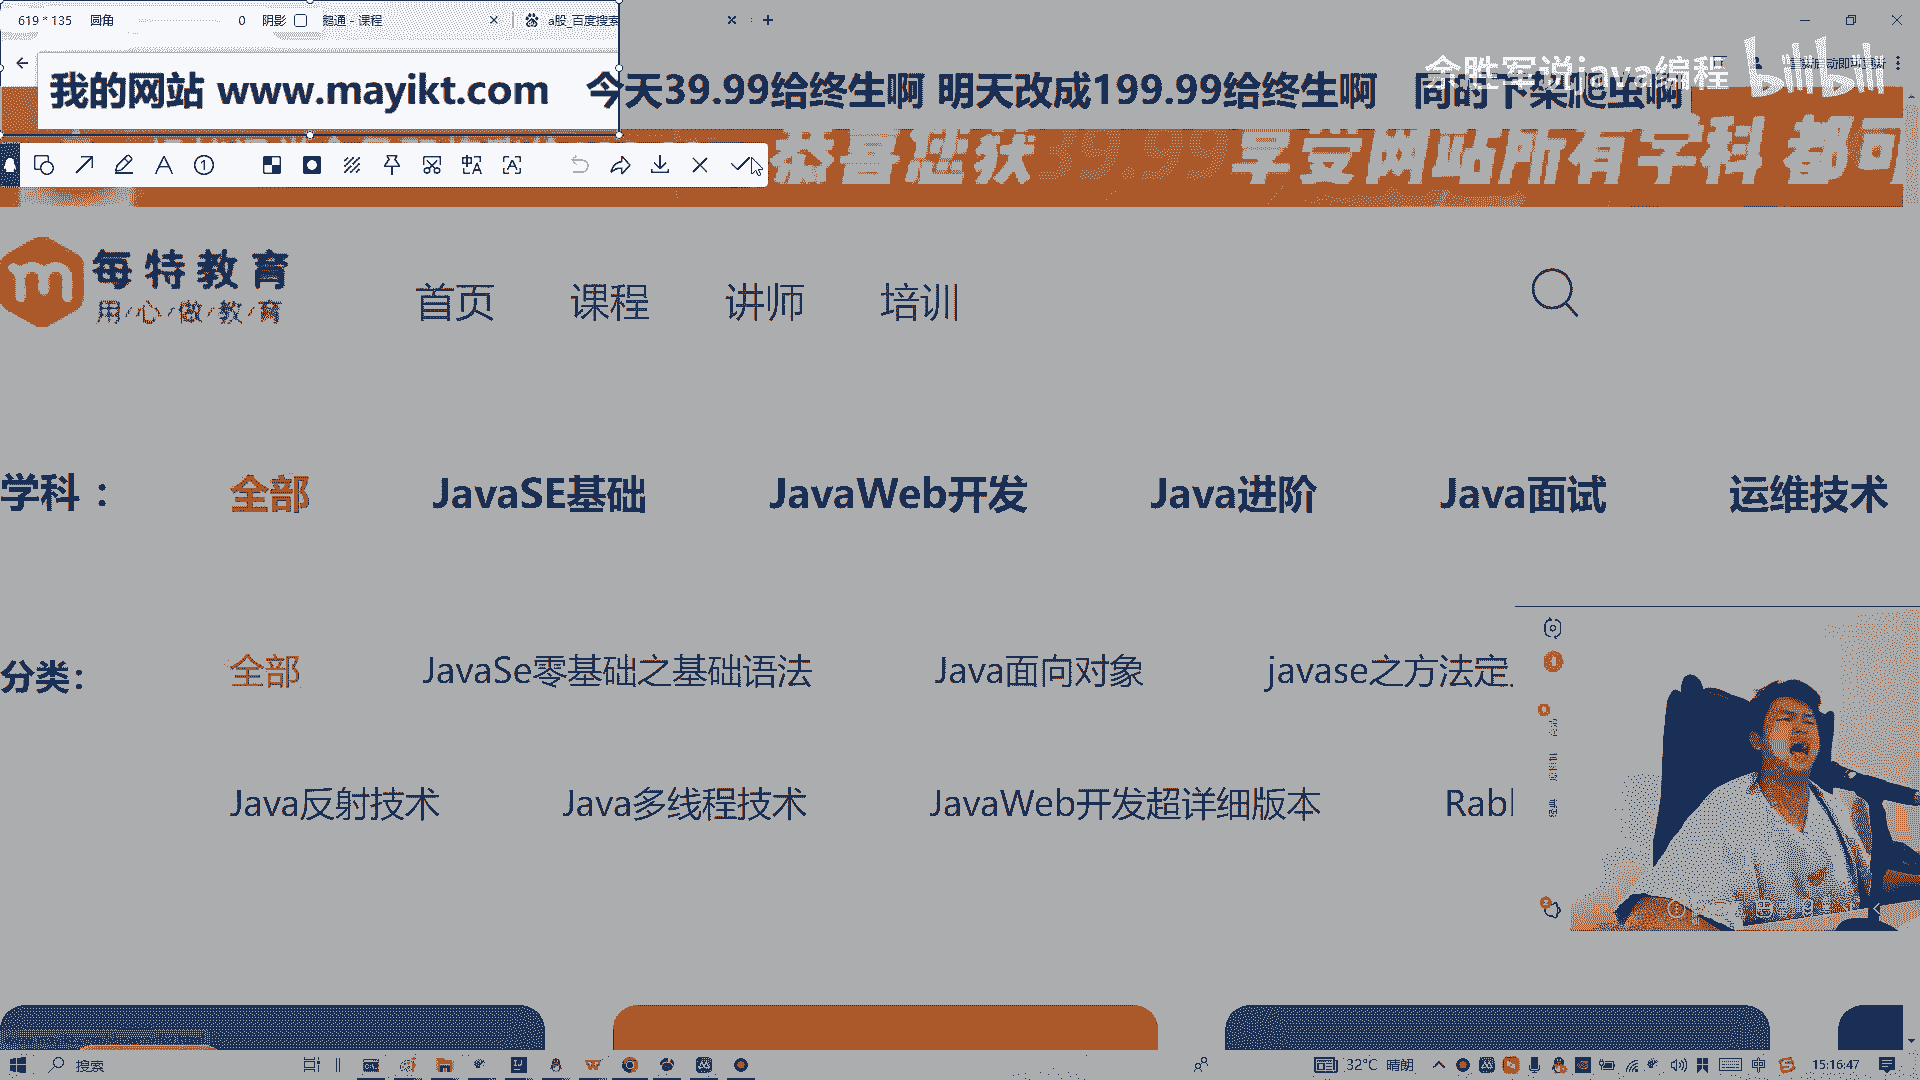 619 * 135 圆角 0 阴影 通 - 课程 a股_百度搜索
我的网站 www.mayikt.com 今天39.99给终生啊 明天改成199.99给终生啊 同时下架爬虫啊
余胜军说java编程 bilibili
恭喜您获39.99享受网站所有学科 都可
每特教育
用/心/做/教/育
首页 课程 讲师 培训
学科： 全部 JavaSE基础 JavaWeb开发 Java进阶 Java面试 运维技术
分类: 全部 JavaSe零基础之基础语法 Java面向对象 javase之方法定
Java反射技术 Java多线程技术 JavaWeb开发超详细版本 Rab
搜索 32°C 晴朗 中 15:16:47